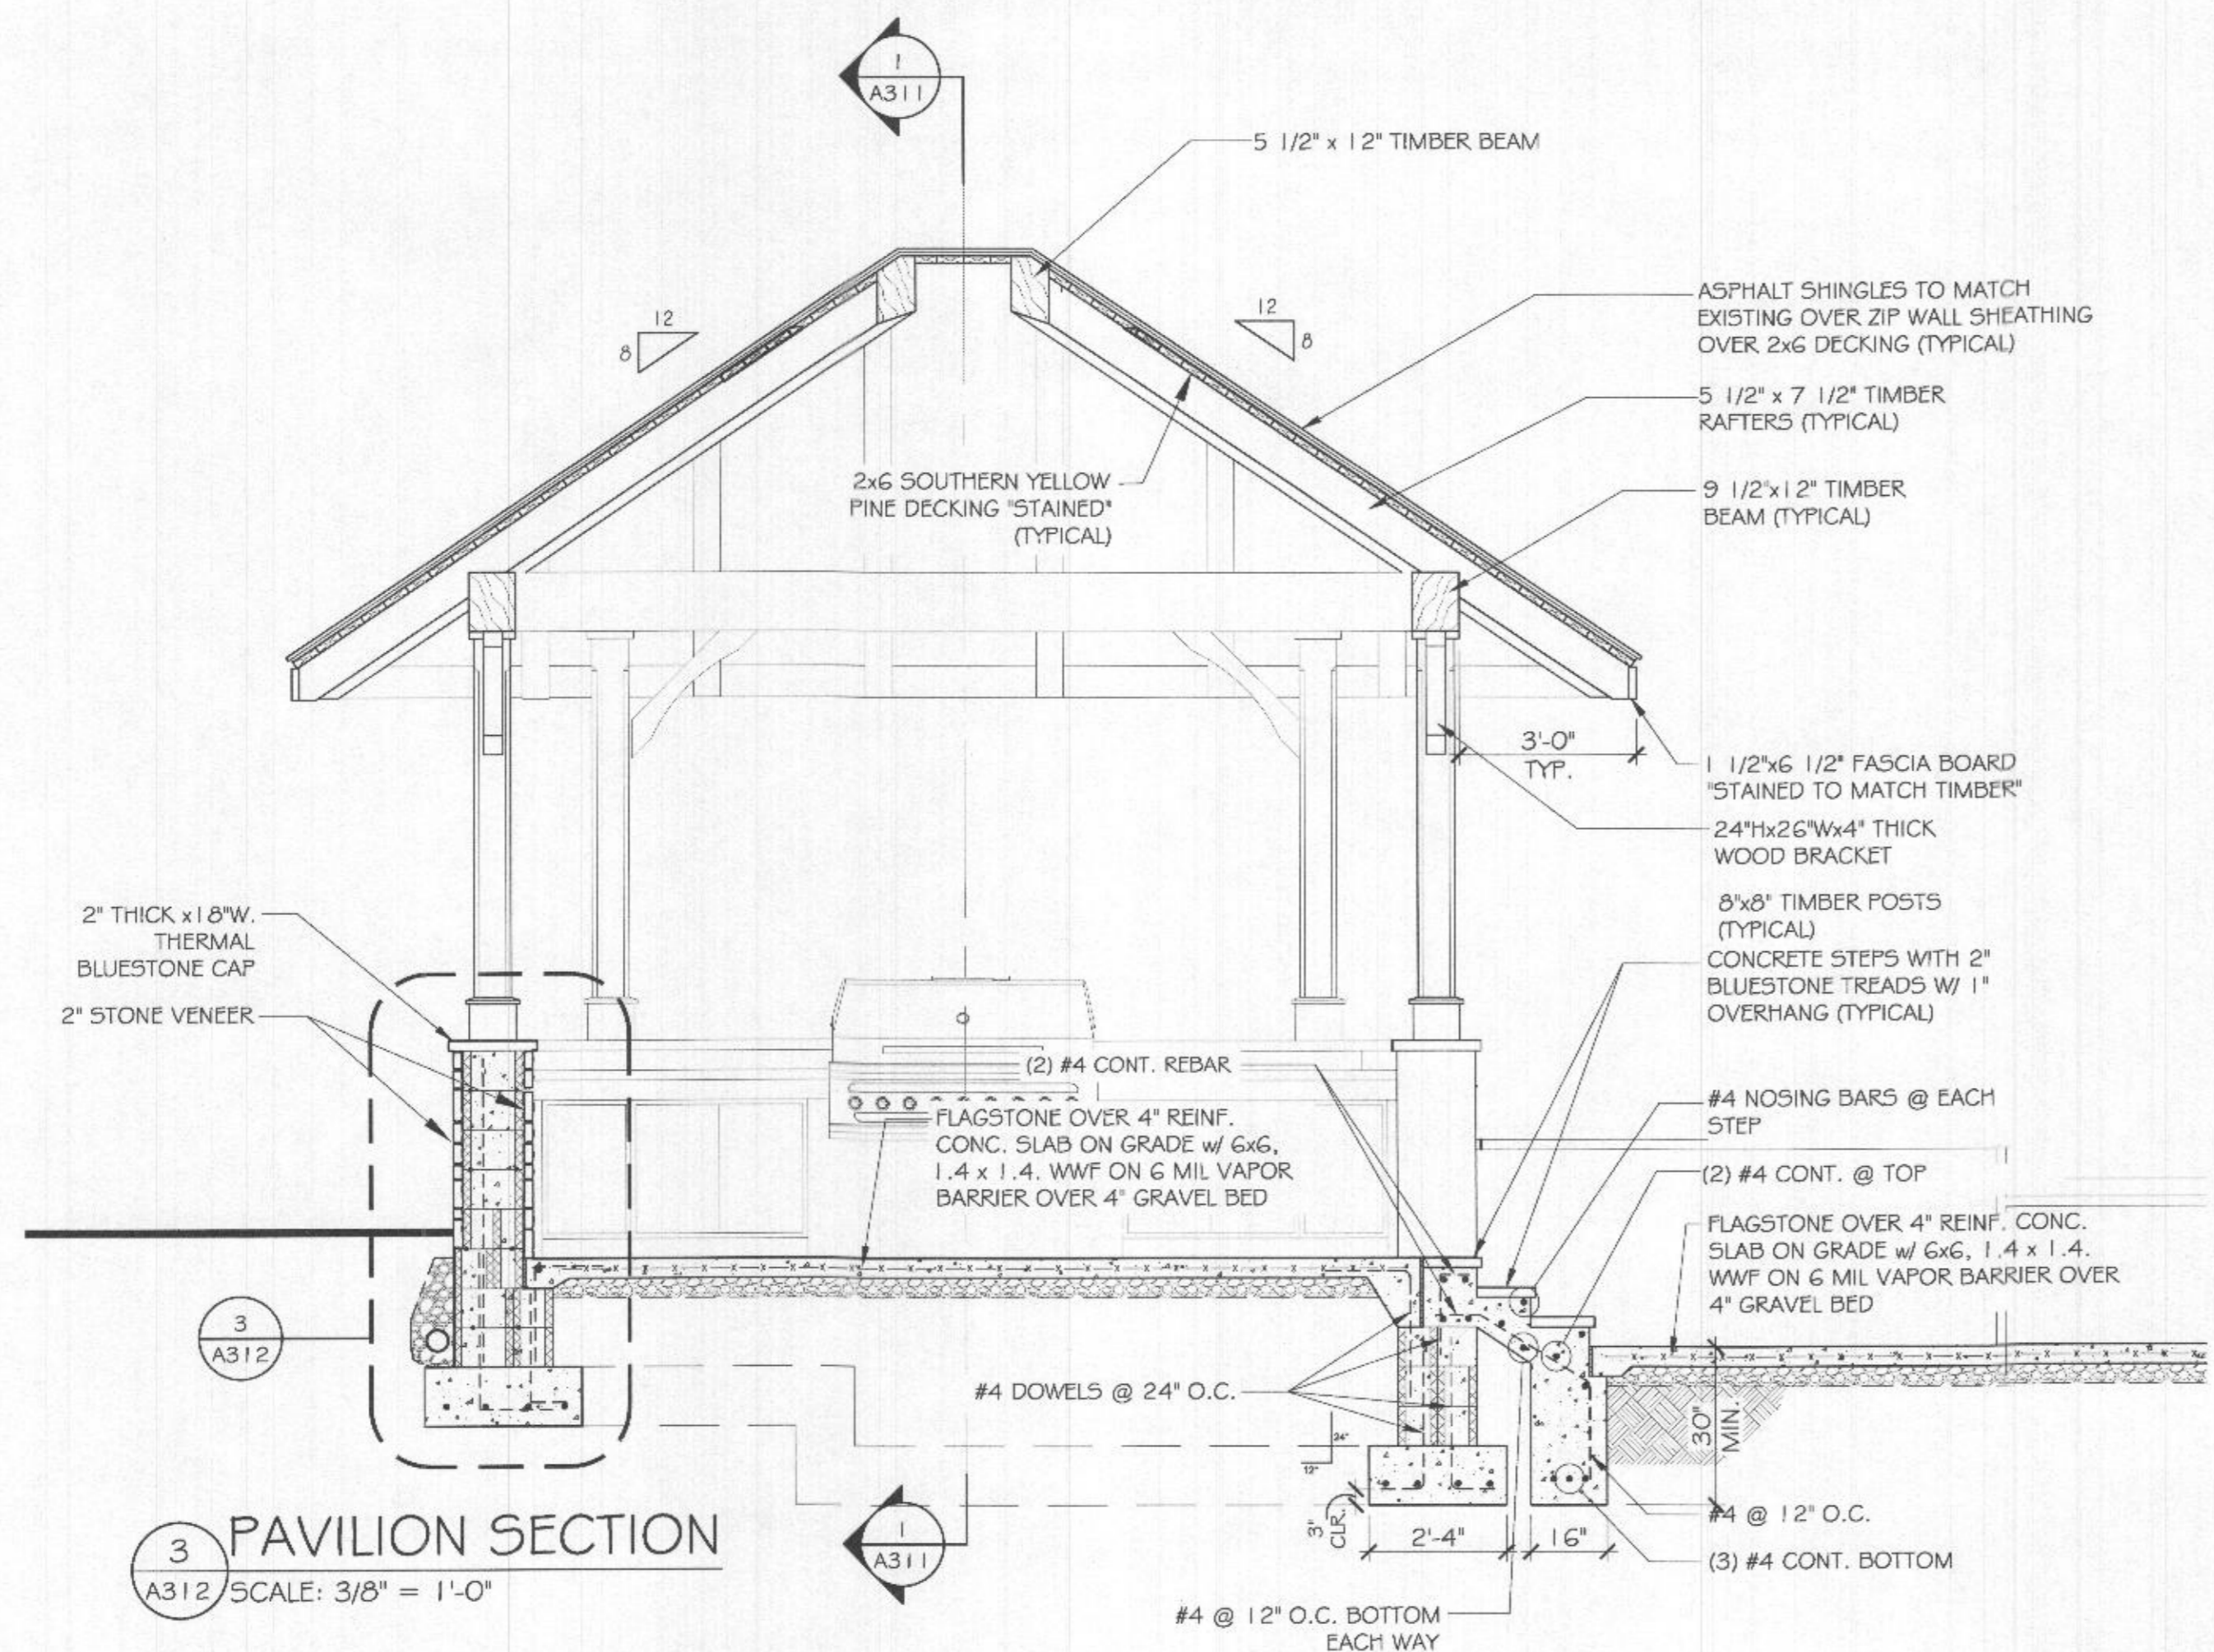 1
A311
5 1/2" x 12" TIMBER BEAM
12
8
12
8
ASPHALT SHINGLES TO MATCH
EXISTING OVER ZIP WALL SHEATHING
OVER 2x6 DECKING (TYPICAL)
5 1/2" x 7 1/2" TIMBER
RAFTERS (TYPICAL)
2x6 SOUTHERN YELLOW
PINE DECKING "STAINED"
(TYPICAL)
9 1/2"x12" TIMBER
BEAM (TYPICAL)
3'-0"
TYP.
1 1/2"x6 1/2" FASCIA BOARD
"STAINED TO MATCH TIMBER"
24"Hx26"Wx4" THICK
WOOD BRACKET
8"x8" TIMBER POSTS
(TYPICAL)
CONCRETE STEPS WITH 2"
BLUESTONE TREADS W/ 1"
OVERHANG (TYPICAL)
2" THICK x18"W.
THERMAL
BLUESTONE CAP
2" STONE VENEER
(2) #4 CONT. REBAR
FLAGSTONE OVER 4" REINF.
CONC. SLAB ON GRADE w/ 6x6,
1.4 x 1.4. WWF ON 6 MIL VAPOR
BARRIER OVER 4" GRAVEL BED
#4 NOSING BARS @ EACH
STEP
(2) #4 CONT. @ TOP
FLAGSTONE OVER 4" REINF. CONC.
SLAB ON GRADE w/ 6x6, 1.4 x 1.4.
WWF ON 6 MIL VAPOR BARRIER OVER
4" GRAVEL BED
3
A312
#4 DOWELS @ 24" O.C.
24"
12"
30"
MIN.
3"
CLR.
2'-4"
16"
#4 @ 12" O.C.
(3) #4 CONT. BOTTOM
#4 @ 12" O.C. BOTTOM
EACH WAY
1
A311
3
A312
PAVILION SECTION
SCALE: 3/8" = 1'-0"